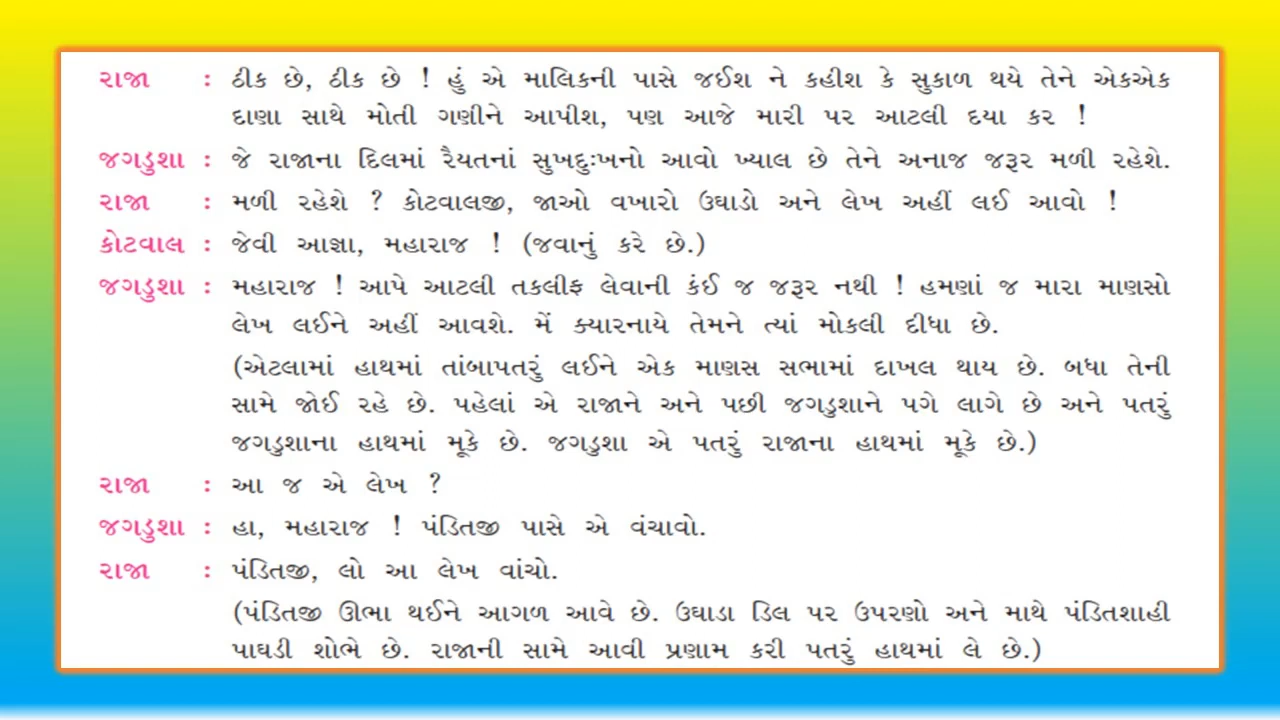 રાજા : ઠીક છે, ઠીક છે ! હું એ માલિકની પાસે જઈશ ને કહીશ કે સુકાળ થયે તેને એકએક
દાણા સાથે મોતી ગણીને આપીશ, પણ આજે મારી પર આટલી દયા કર !
જગડુશા : જે રાજાના દિલમાં રૈયતનાં સુખદુઃખનો આવો ખ્યાલ છે તેને અનાજ જરૂર મળી રહેશે.
રાજા : મળી રહેશે ? કોટવાલજી, જાઓ વખારો ઉઘાડો અને લેખ અહીં લઈ આવો !
કોટવાલ : જેવી આજ્ઞા, મહારાજ ! (જવાનું કરે છે.)
જગડુશા : મહારાજ ! આપે આટલી તકલીફ લેવાની કંઈ જ જરૂર નથી ! હમણાં જ મારા માણસો
લેખ લઈને અહીં આવશે. મેં ક્યારનાયે તેમને ત્યાં મોકલી દીધા છે.
(એટલામાં હાથમાં તાંબાપતરું લઈને એક માણસ સભામાં દાખલ થાય છે. બધા તેની
સામે જોઈ રહે છે. પહેલાં એ રાજાને અને પછી જગડુશાને પગે લાગે છે અને પતરું
જગડુશાના હાથમાં મૂકે છે. જગડુશા એ પતરું રાજાના હાથમાં મૂકે છે.)
રાજા : આ જ એ લેખ ?
જગડુશા : હા, મહારાજ ! પંડિતજી પાસે એ વંચાવો.
રાજા : પંડિતજી, લો આ લેખ વાંચો.
(પંડિતજી ઊભા થઈને આગળ આવે છે. ઉઘાડા ડિલ પર ઉપરણો અને માથે પંડિતશાહી
પાઘડી શોભે છે. રાજાની સામે આવી પ્રણામ કરી પતરું હાથમાં લે છે.)